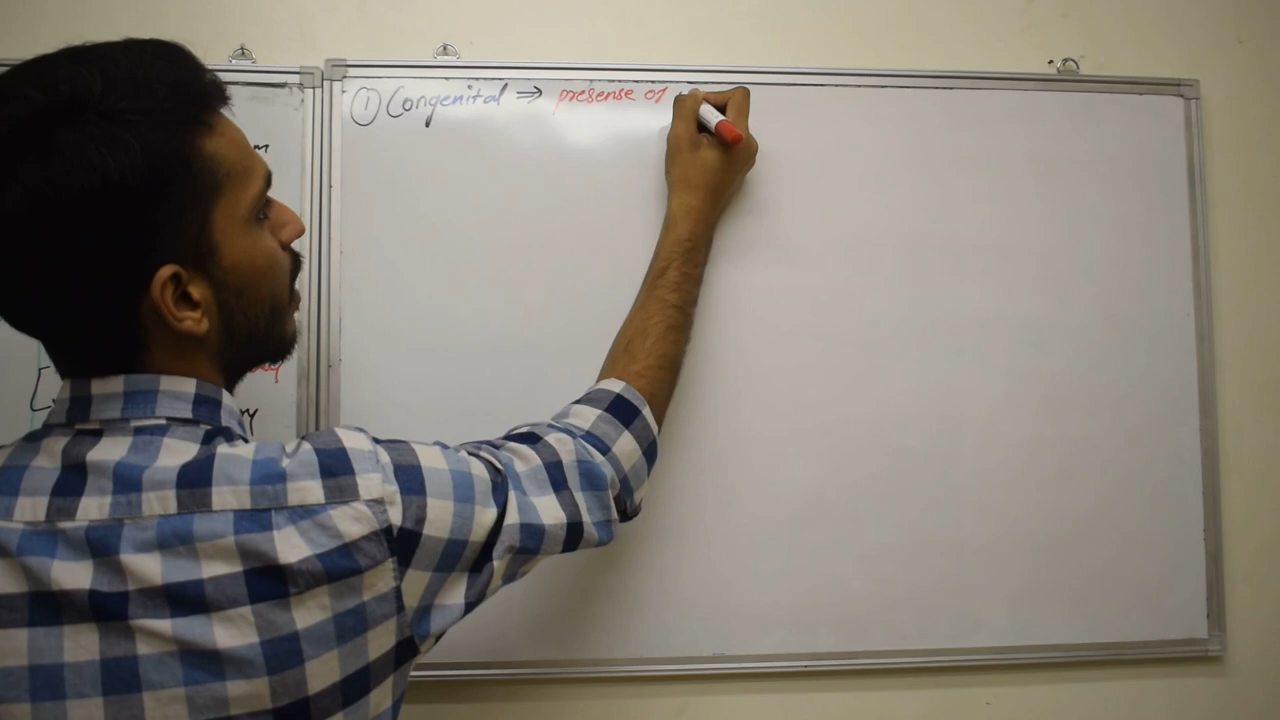 ① Congenital ⇒ presense of